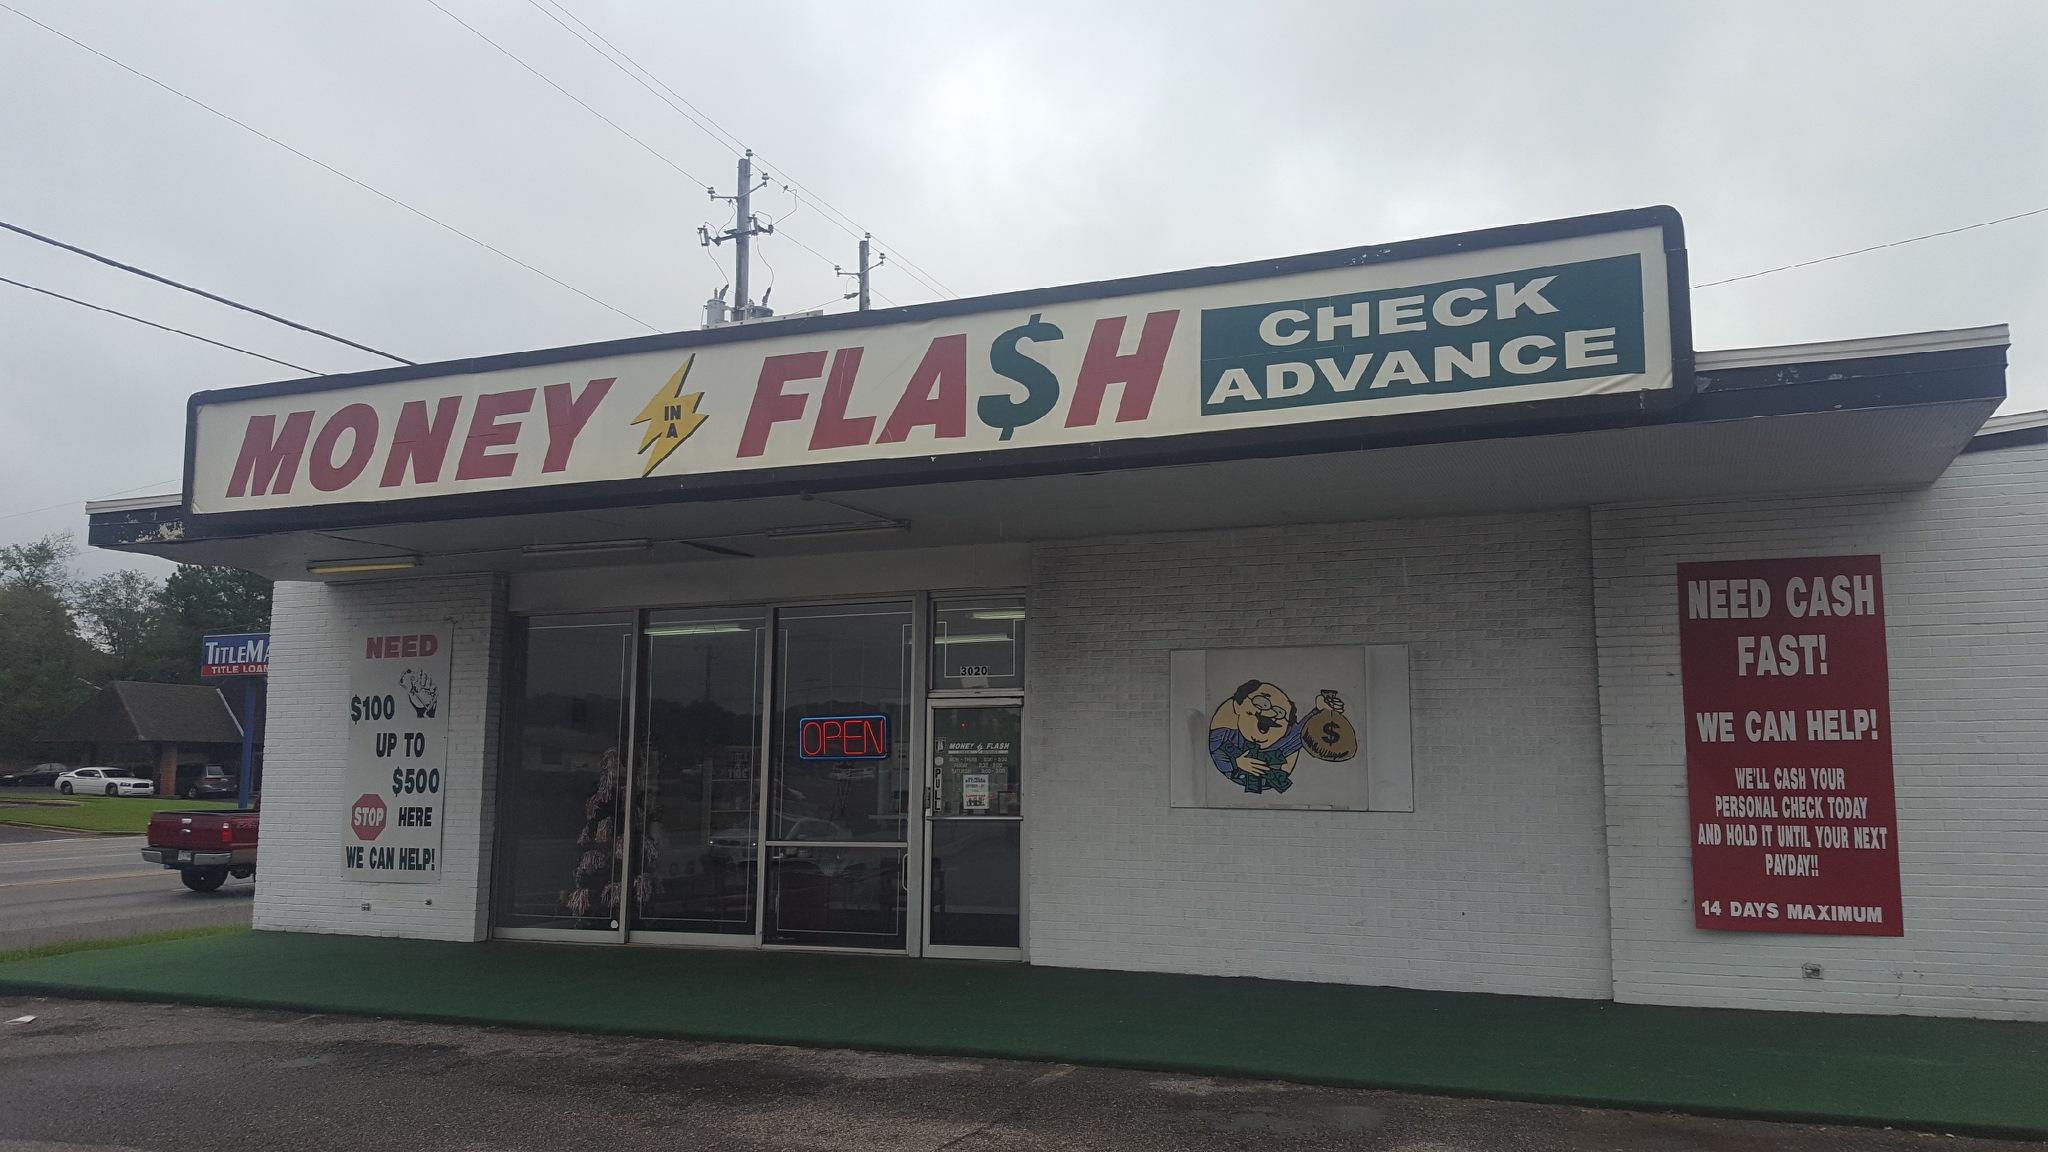 MONEY IN A FLA$H
CHECK
ADVANCE
TITLEMA
TITLE LOAN
NEED
$100
UP TO
$500
STOP HERE
WE CAN HELP!
OPEN
3020
MONEY FLASH
PULL
$
NEED CASH
FAST!
WE CAN HELP!
WE'LL CASH YOUR
PERSONAL CHECK TODAY
AND HOLD IT UNTIL YOUR NEXT
PAYDAY!!
14 DAYS MAXIMUM